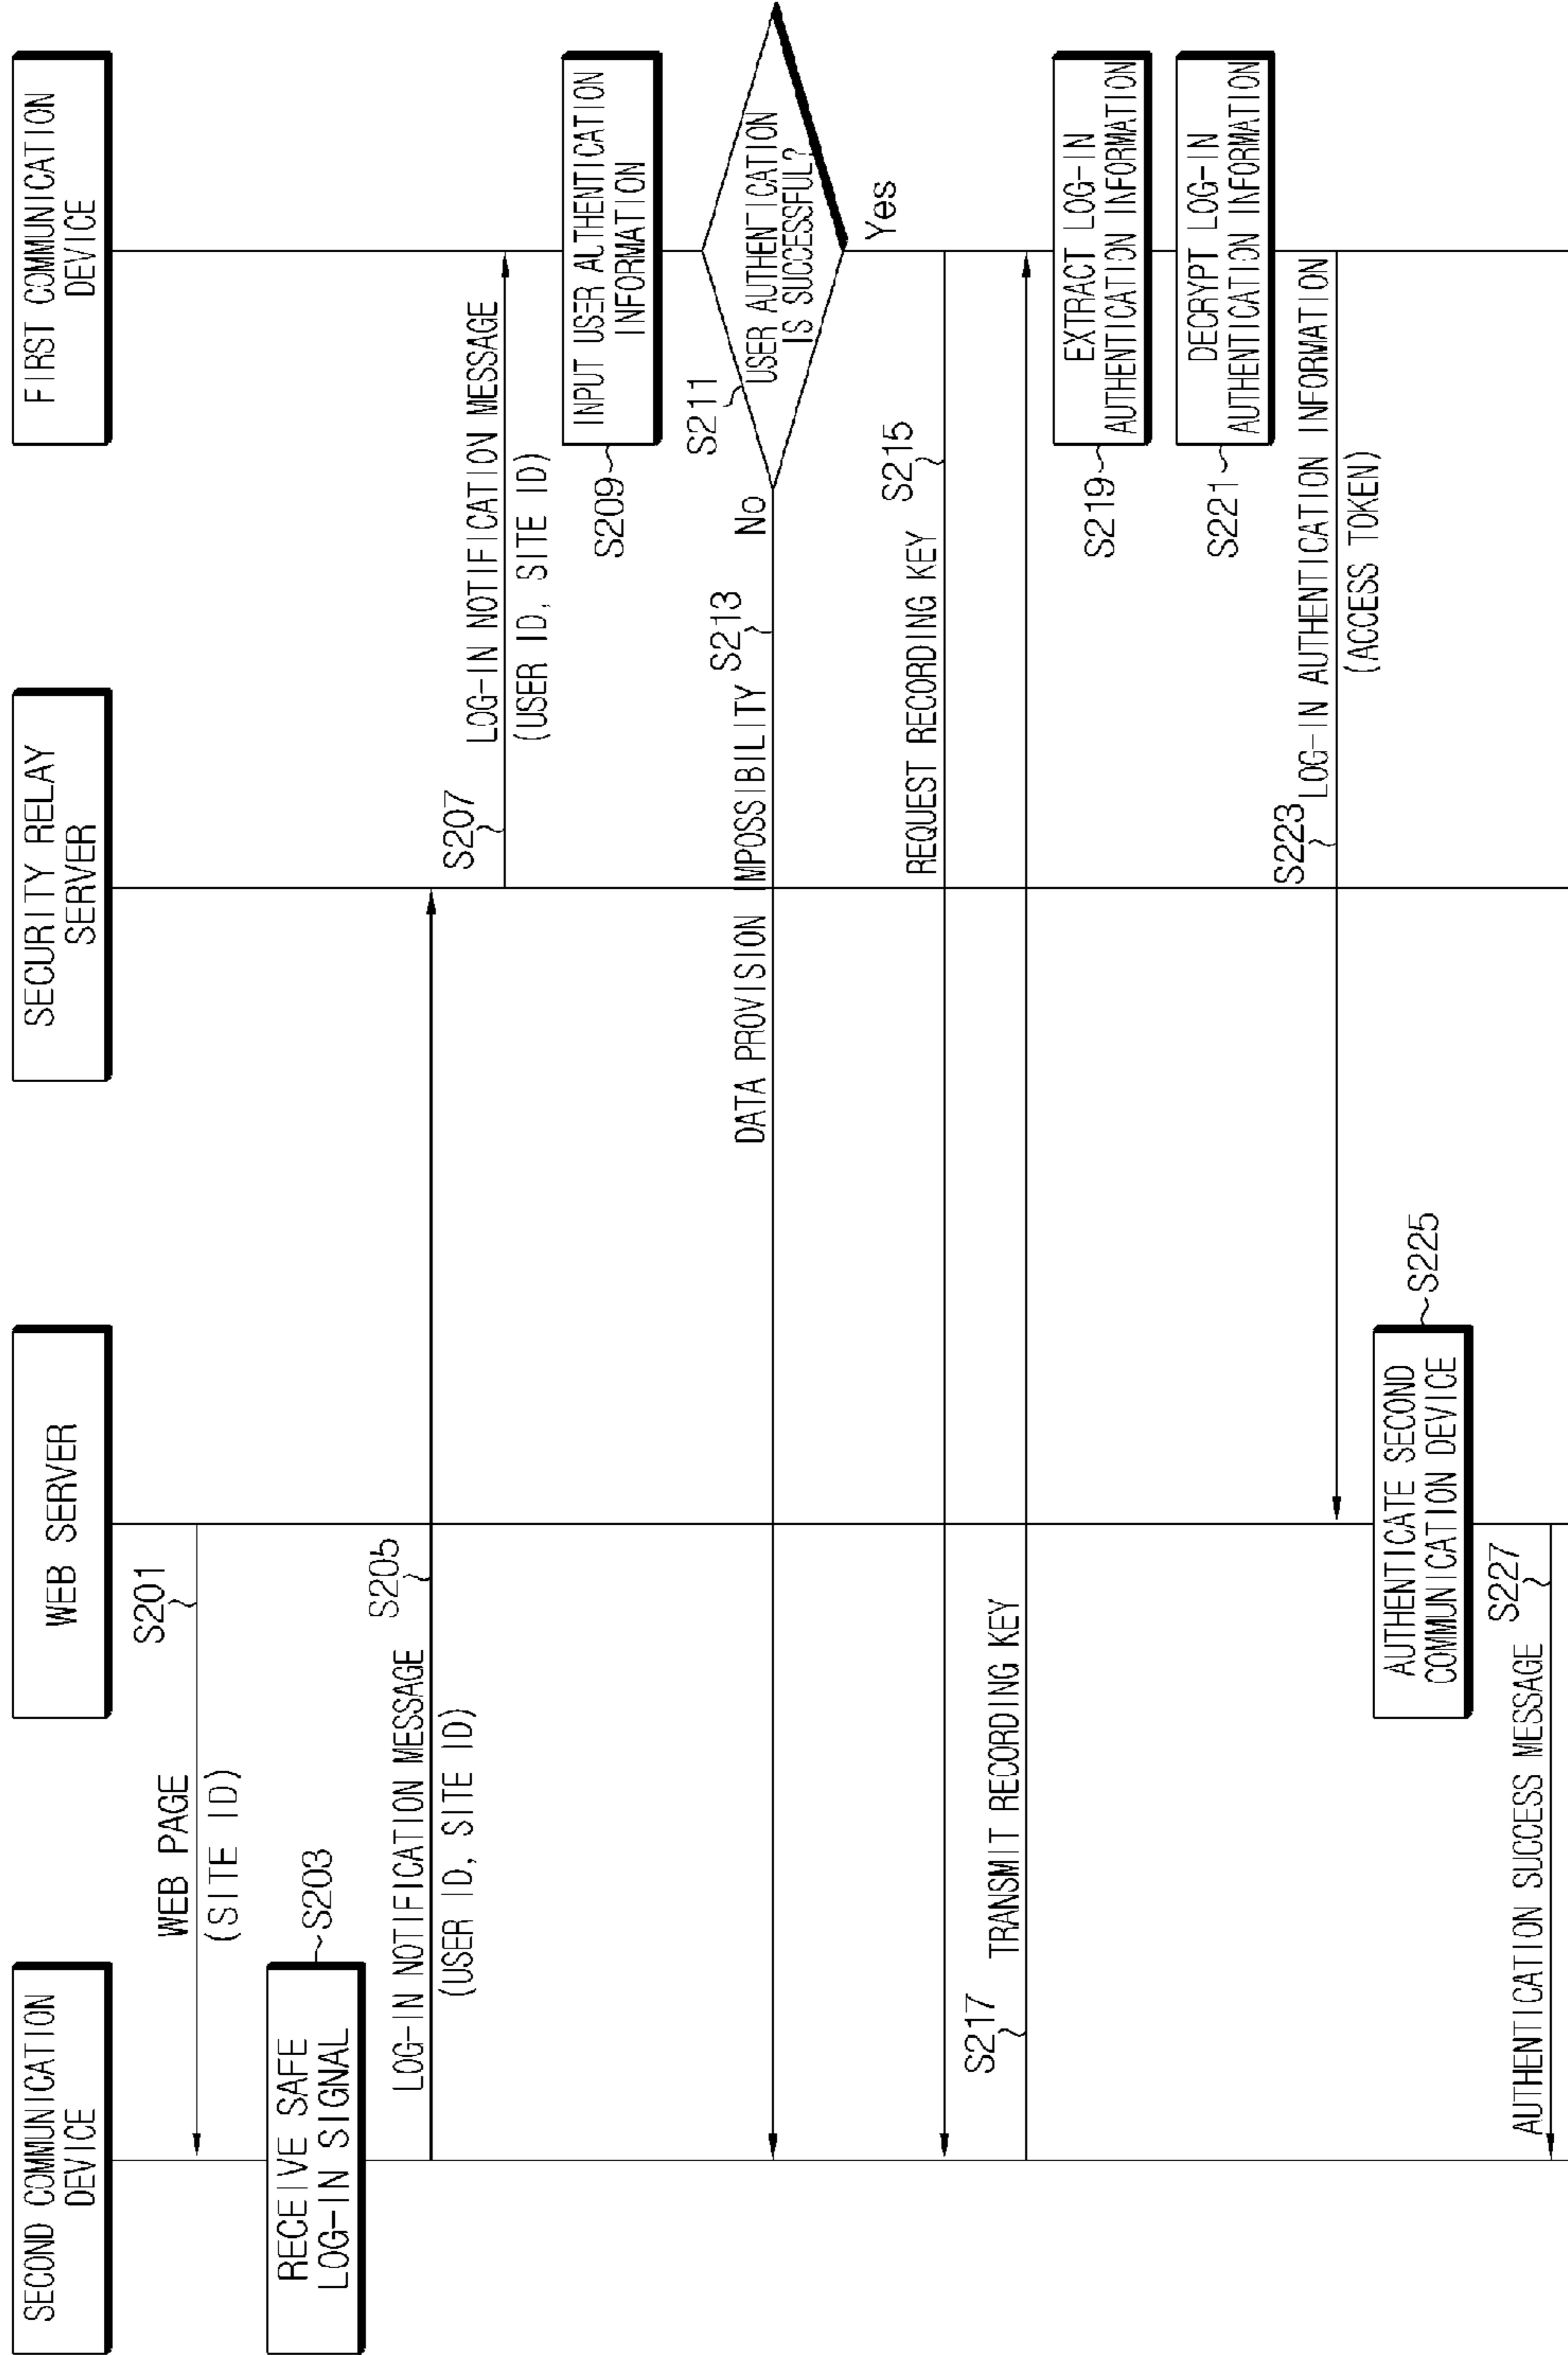 SECOND COMMUNICATION
DEVICE
WEB SERVER
SECURITY RELAY
SERVER
FIRST COMMUNICATION
DEVICE
S201
WEB PAGE
(SITE ID)
RECEIVE SAFE
LOG-IN SIGNAL
S203
LOG-IN NOTIFICATION MESSAGE
S205
(USER ID, SITE ID)
S207
LOG-IN NOTIFICATION MESSAGE
(USER ID, SITE ID)
S209
INPUT USER AUTHENTICATION
INFORMATION
S211
USER AUTHENTICATION
IS SUCCESSFUL?
No
DATA PROVISION IMPOSSIBILITY
S213
Yes
REQUEST RECORDING KEY
S215
S217
TRANSMIT RECORDING KEY
S219
EXTRACT LOG-IN
AUTHENTICATION INFORMATION
S221
DECRYPT LOG-IN
AUTHENTICATION INFORMATION
S223
LOG-IN AUTHENTICATION INFORMATION
(ACCESS TOKEN)
AUTHENTICATE SECOND
COMMUNICATION DEVICE
S225
AUTHENTICATION SUCCESS MESSAGE
S227